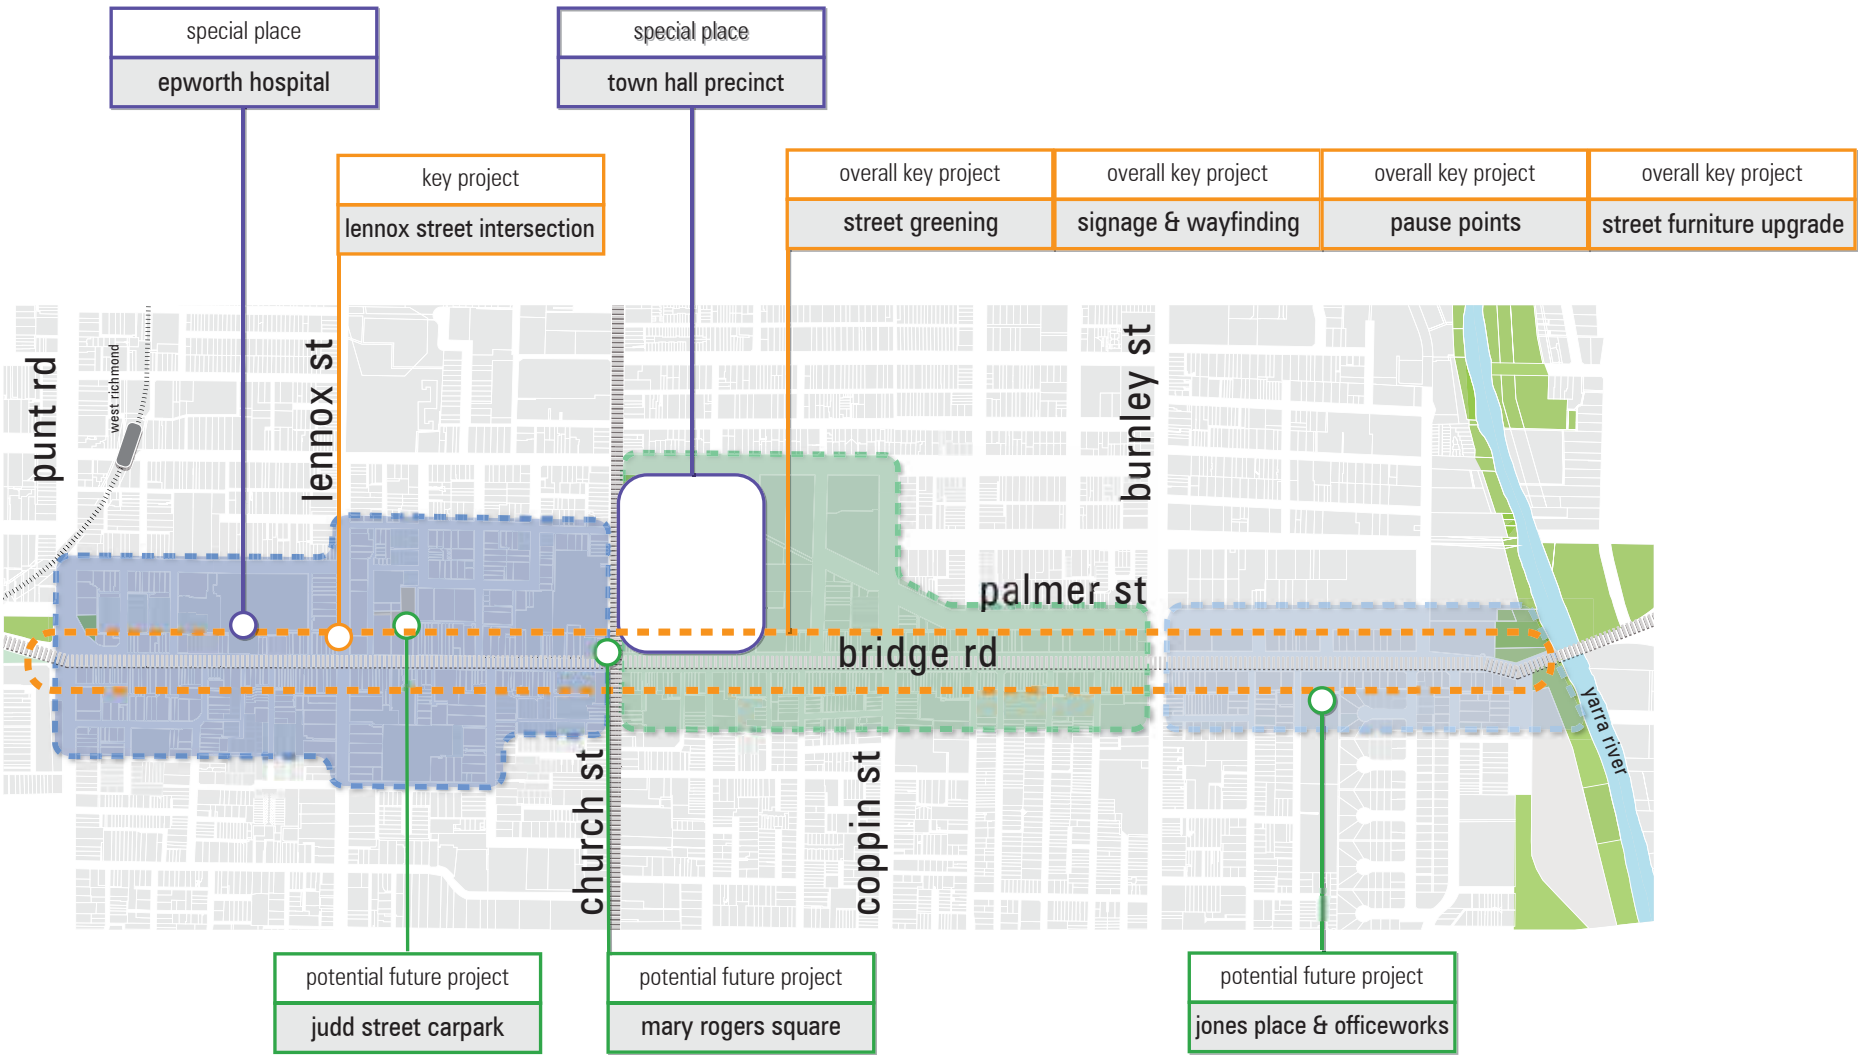 special place
epworth hospital
special place
town hall precinct
key project
lennox street intersection
overall key project
street greening
overall key project
signage & wayfinding
overall key project
pause points
overall key project
street furniture upgrade
punt rd
west richmond
lennox st
burnley st
palmer st
bridge rd
yarra river
church st
coppin st
potential future project
judd street carpark
potential future project
mary rogers square
potential future project
jones place & officeworks